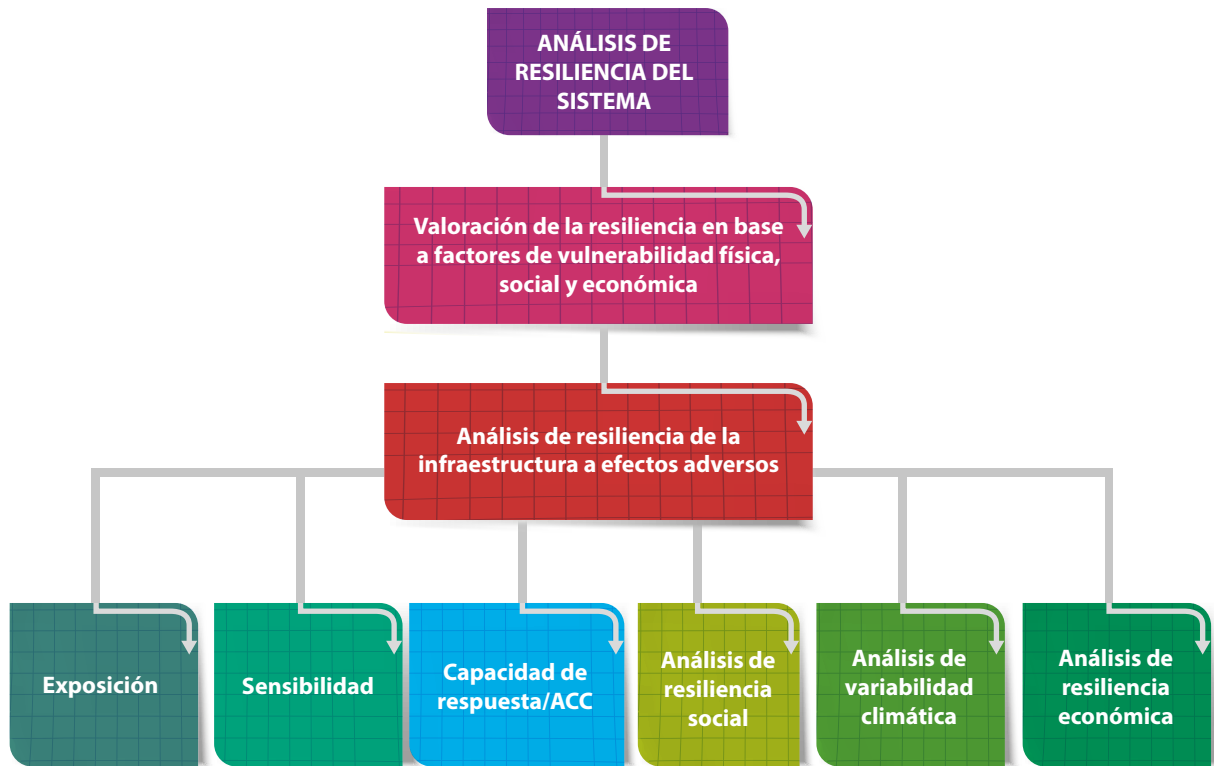 ANÁLISIS DE
RESILIENCIA DEL
SISTEMA
Valoración de la resiliencia en base
a factores de vulnerabilidad física,
social y económica
Análisis de resiliencia de la
infraestructura a efectos adversos
Exposición
Sensibilidad
Capacidad de
respuesta/ACC
Análisis de
resiliencia
social
Análisis de
variabilidad
climática
Análisis de
resiliencia
económica